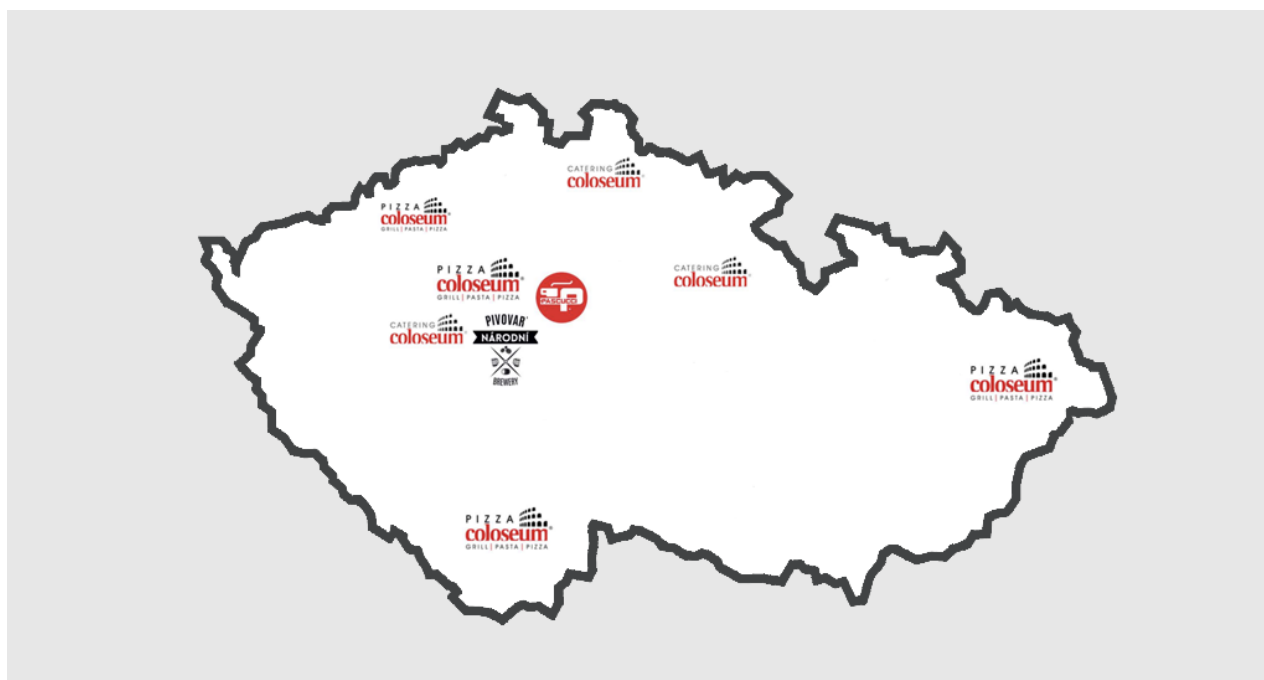 CATERING
coloseum
PIZZA
coloseum®
GRILL | PASTA | PIZZA
PIZZA
coloseum®
GRILL | PASTA | PIZZA
PASCUCCI
CATERING
coloseum
CATERING
coloseum
PIVOVAR
NÁRODNÍ
BREWERY
PIZZA
coloseum®
GRILL | PASTA | PIZZA
PIZZA
coloseum®
GRILL | PASTA | PIZZA